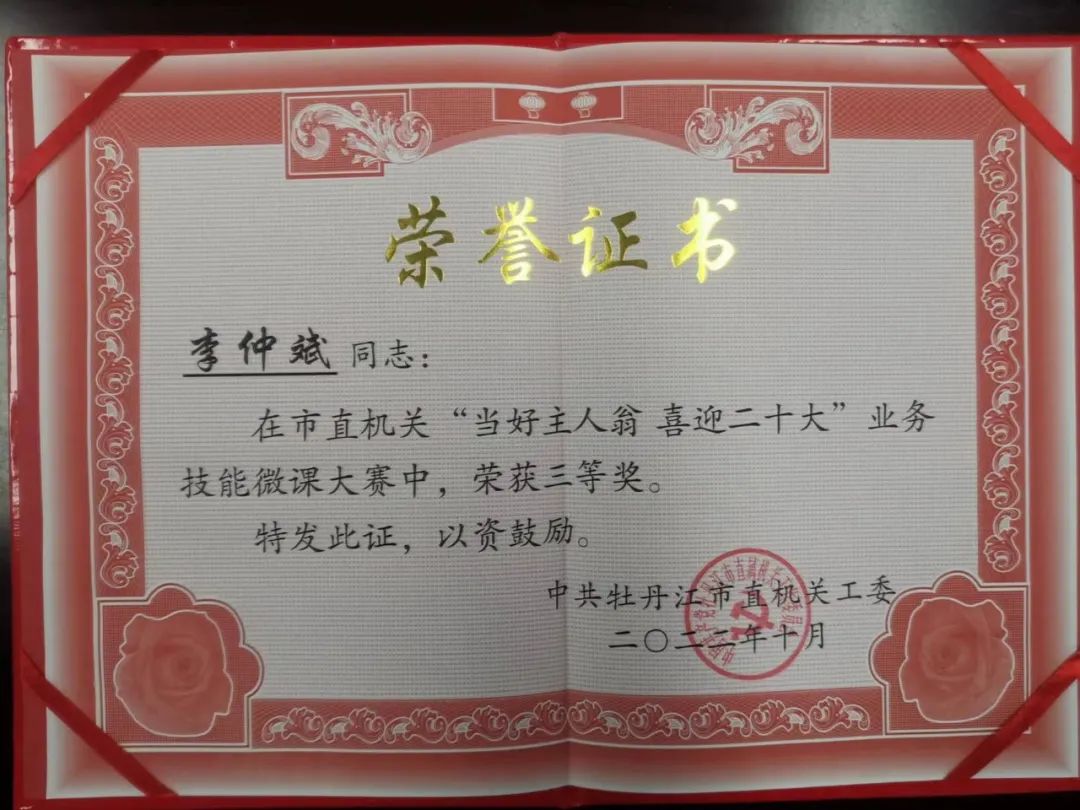 荣誉证书
李仲斌 同志：
在市直机关“当好主人翁 喜迎二十大”业务
技能微课大赛中，荣获三等奖。
特发此证，以资鼓励。
中共牡丹江市直机关工委
二〇二二年十月